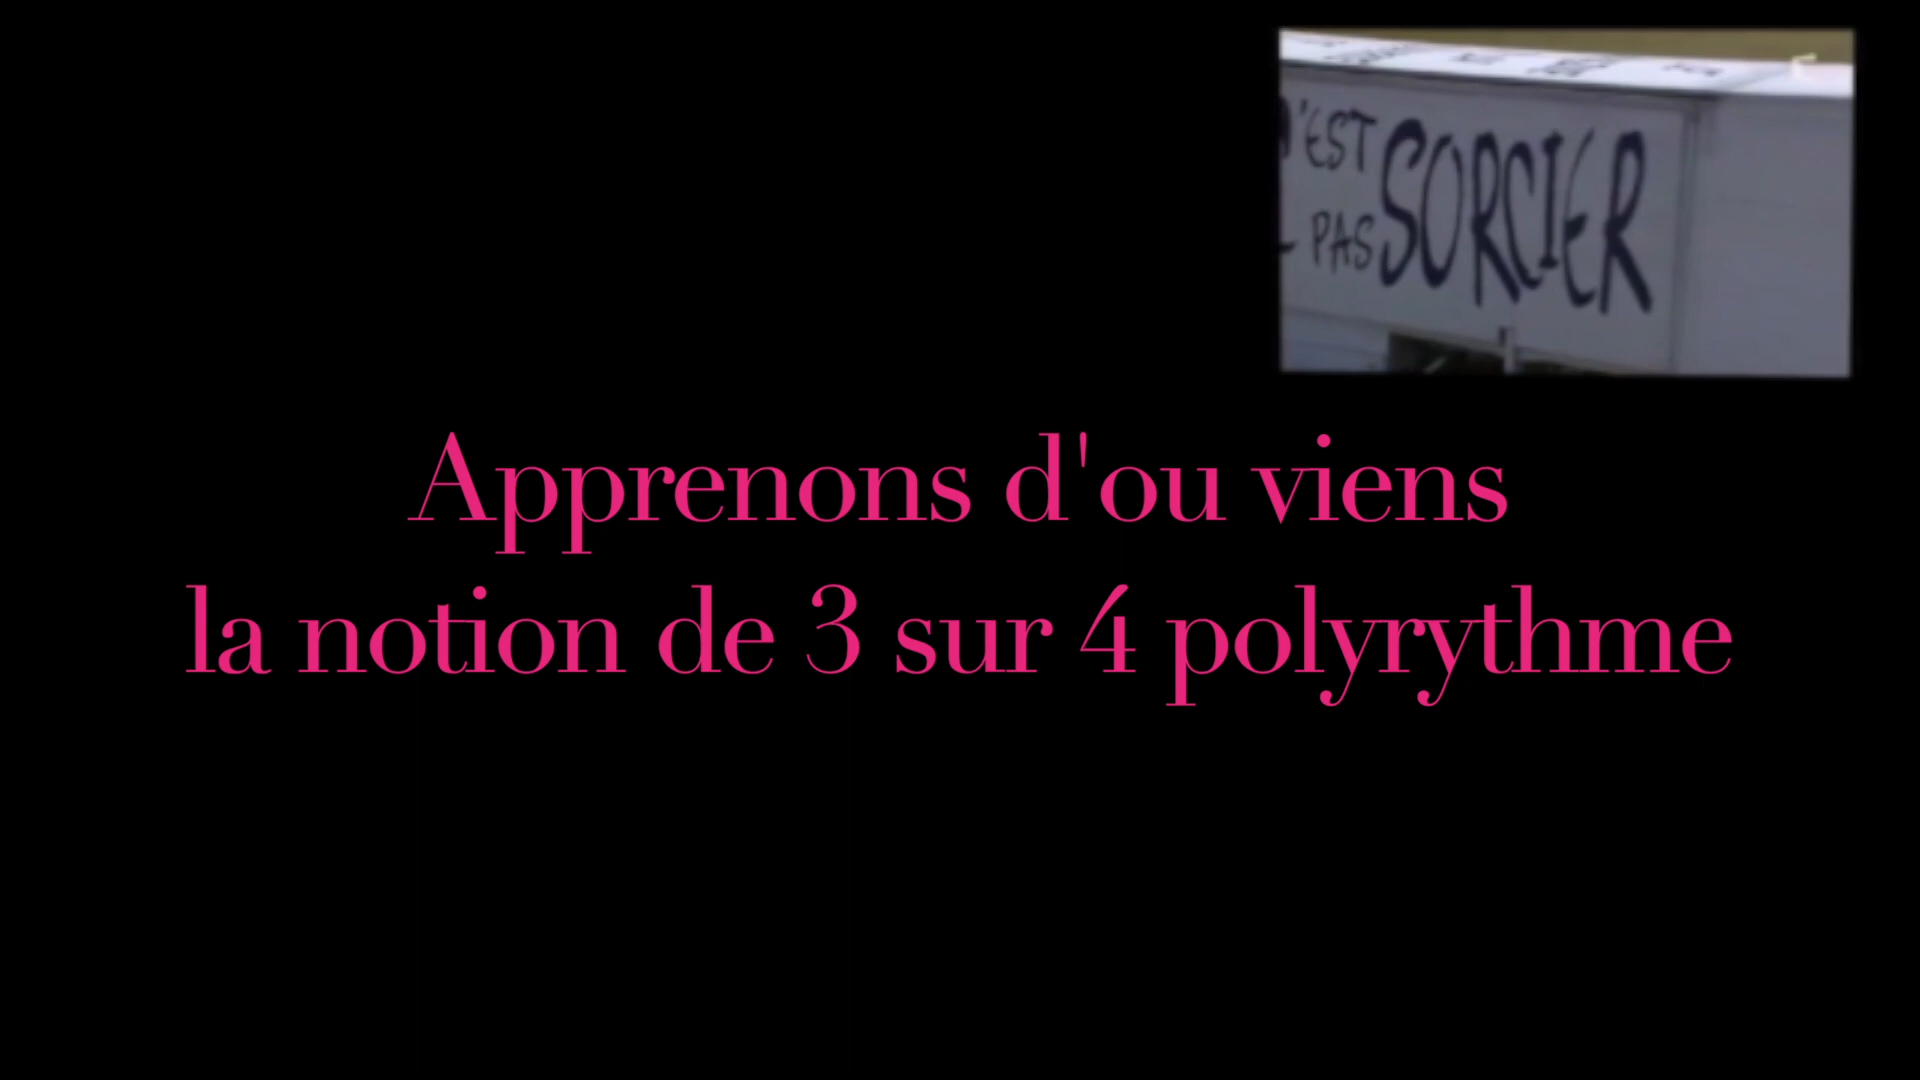 'EST
PAS SORCIER
Apprenons d'ou viens
la notion de 3 sur 4 polyrythme